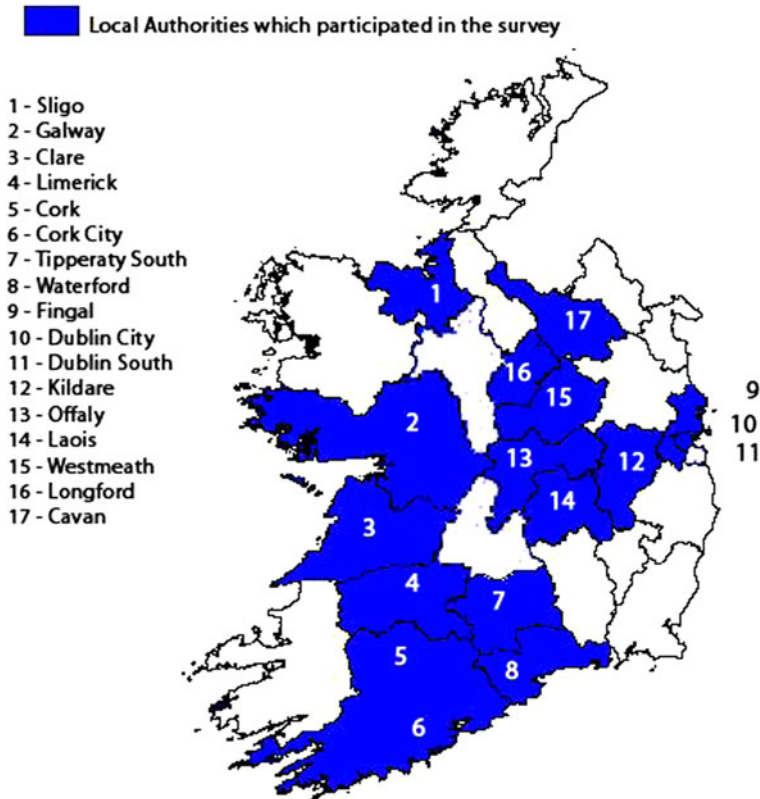 Local Authorities which participated in the survey
1 - Sligo
2 - Galway
3 - Clare
4 - Limerick
5 - Cork
6 - Cork City
7 - Tipperaty South
8 - Waterford
9 - Fingal
10 - Dublin City
11 - Dublin South
12 - Kildare
13 - Offaly
14 - Laois
15 - Westmeath
16 - Longford
17 - Cavan
1
17
16
15
9
2
10
13
12
11
14
3
4
7
5
8
6